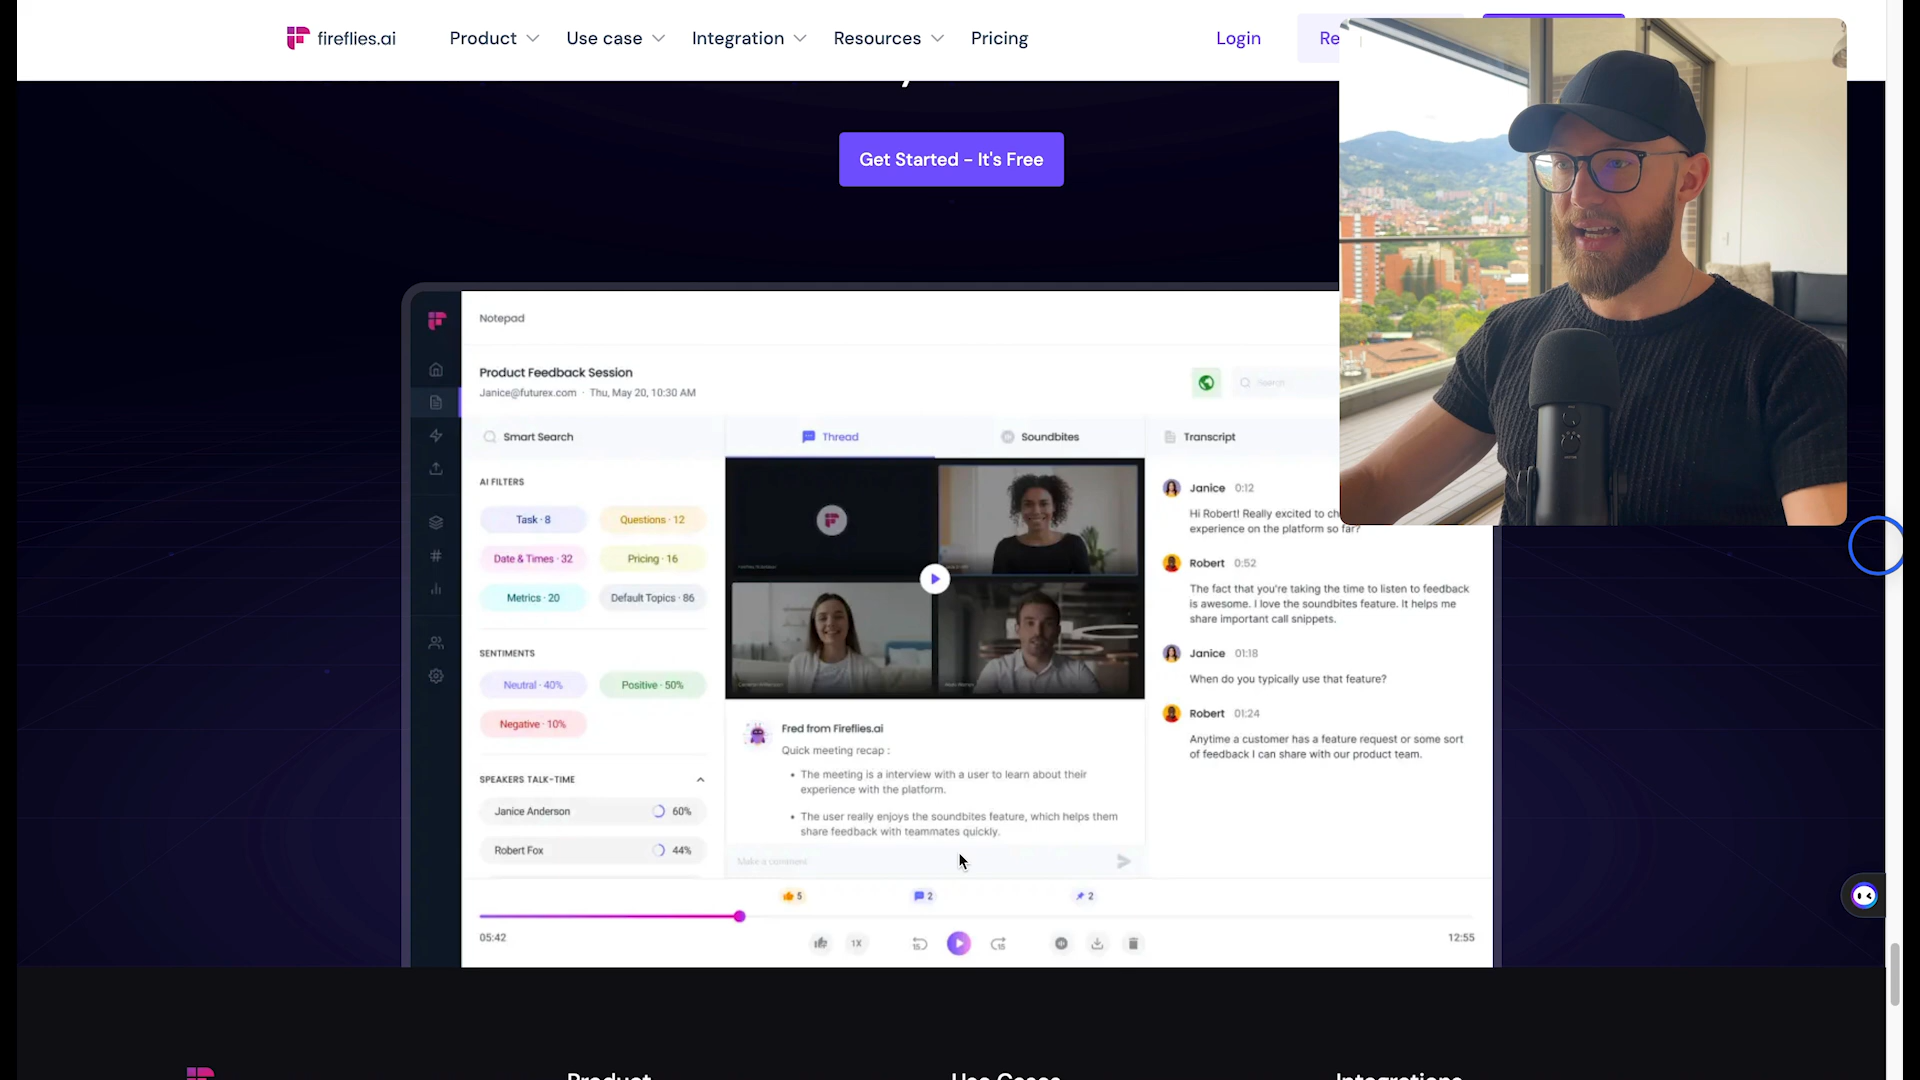 fireflies.ai
Product
Use case
Integration
Resources
Pricing
Login
Re
Get Started - It's Free
Notepad
Product Feedback Session
Janice@futurex.com · Thu, May 20, 10:30 AM
Search
Smart Search
Thread
Soundbites
Transcript
AI FILTERS
Task · 8
Questions · 12
Date & Times · 32
Pricing · 16
Metrics · 20
Default Topics · 86
SENTIMENTS
Neutral · 40%
Positive · 50%
Negative · 10%
SPEAKERS TALK-TIME
Janice Anderson
60%
Robert Fox
44%
Fred from Fireflies.ai
Quick meeting recap :
• The meeting is a interview with a user to learn about their
experience with the platform.
• The user really enjoys the soundbites feature, which helps them
share feedback with teammates quickly.
Make a comment
Janice 0:12
Hi Robert! Really excited to ch
experience on the platform so far?
Robert 0:52
The fact that you're taking the time to listen to feedback
is awesome. I love the soundbites feature. It helps me
share important call snippets.
Janice 01:18
When do you typically use that feature?
Robert 01:24
Anytime a customer has a feature request or some sort
of feedback I can share with our product team.
5
2
2
05:42
12:55
1X
15
15
Product
Use Cases
Integrations